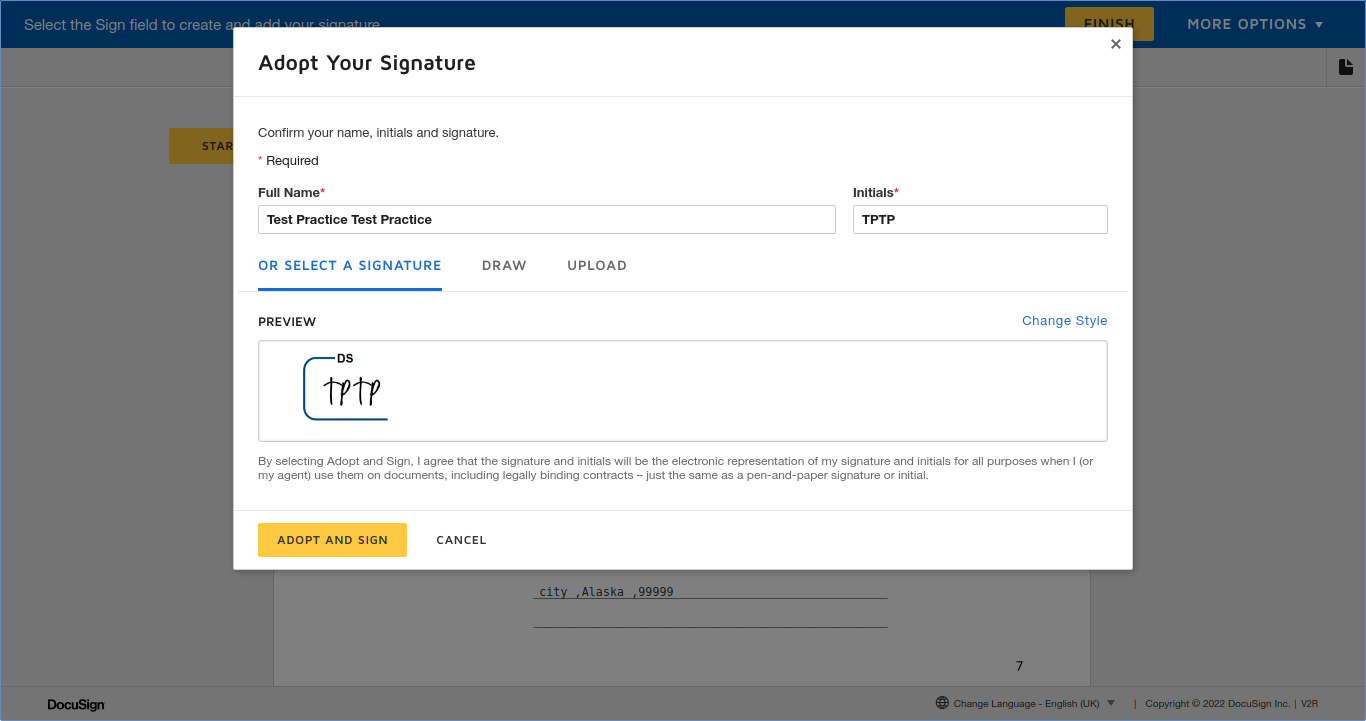 Select the Sign field to create and add your signature
FINISH
MORE OPTIONS
Adopt Your Signature
STAR
Confirm your name, initials and signature.
* Required
Full Name*
Initials*
Test Practice Test Practice
TPTP
OR SELECT A SIGNATURE
DRAW
UPLOAD
PREVIEW
Change Style
DS
TPTP
By selecting Adopt and Sign, I agree that the signature and initials will be the electronic representation of my signature and initials for all purposes when I (or
my agent) use them on documents, including legally binding contracts – just the same as a pen-and-paper signature or initial.
ADOPT AND SIGN
CANCEL
city ,Alaska ,99999
7
DocuSign
Change Language - English (UK)
| Copyright © 2022 DocuSign Inc. | V2R